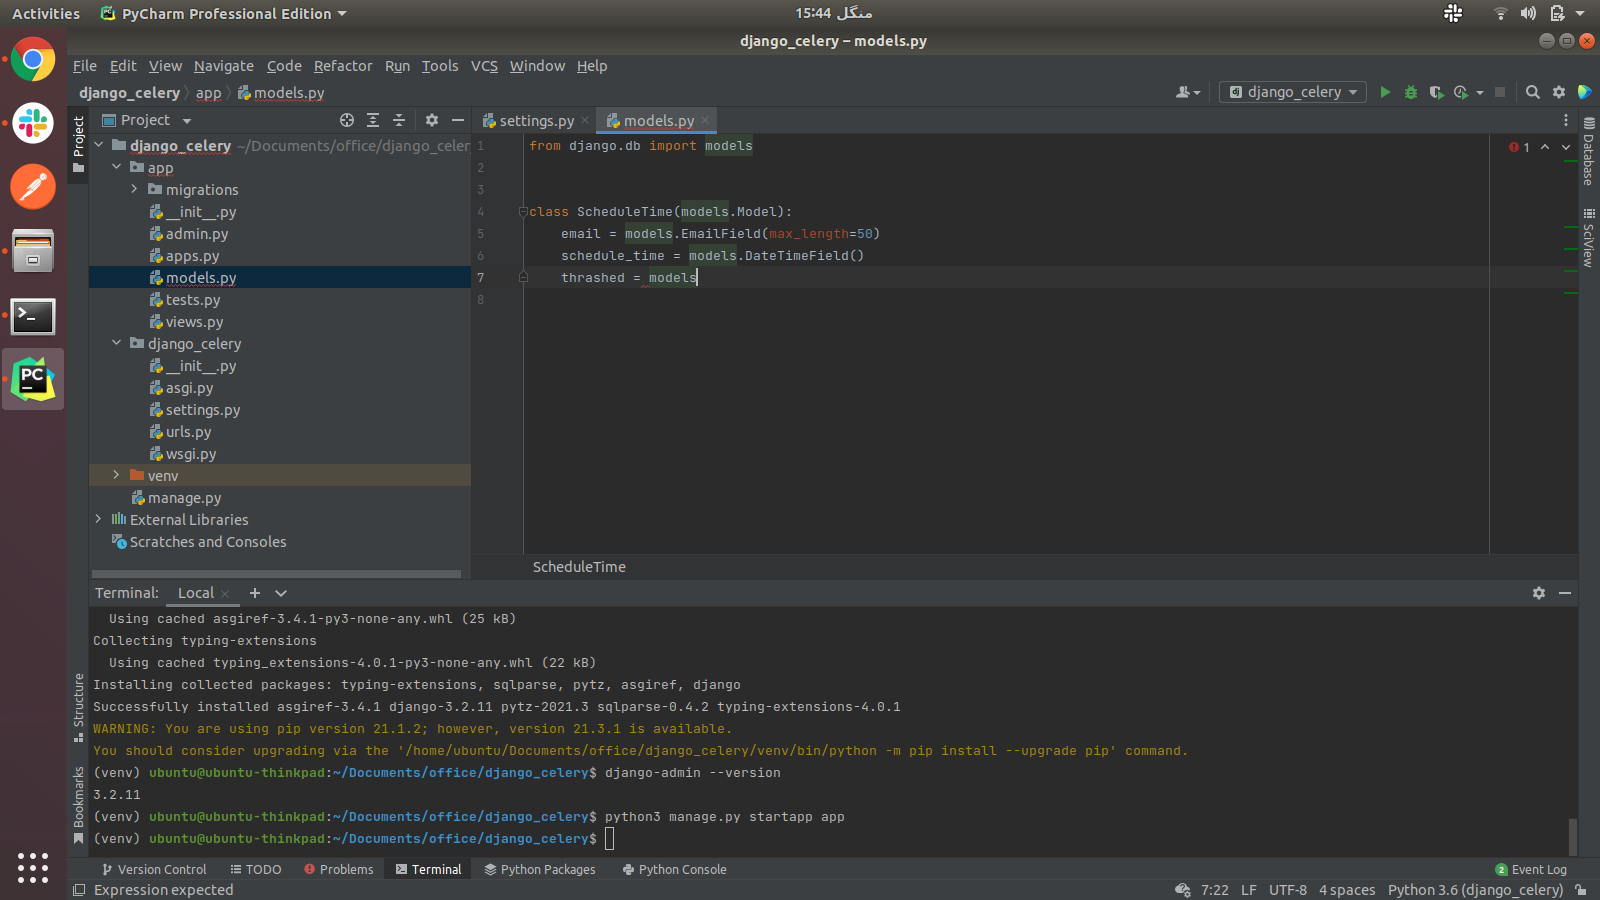 Activities PyCharm Professional Edition 15:44 منگل
django_celery – models.py
File Edit View Navigate Code Refactor Run Tools VCS Window Help
django_celery app models.py django_celery
Project
Project
settings.py models.py
django_celery ~/Documents/office/django_celer
app
migrations
__init__.py
admin.py
apps.py
models.py
tests.py
views.py
django_celery
__init__.py
asgi.py
settings.py
urls.py
wsgi.py
venv
manage.py
External Libraries
Scratches and Consoles
1 from django.db import models
2
3
4 class ScheduleTime(models.Model):
5 email = models.EmailField(max_length=50)
6 schedule_time = models.DateTimeField()
7 thrashed = models
8
1
Database
SciView
ScheduleTime
Structure
Bookmarks
Terminal: Local
Using cached asgiref-3.4.1-py3-none-any.whl (25 kB)
Collecting typing-extensions
Using cached typing_extensions-4.0.1-py3-none-any.whl (22 kB)
Installing collected packages: typing-extensions, sqlparse, pytz, asgiref, django
Successfully installed asgiref-3.4.1 django-3.2.11 pytz-2021.3 sqlparse-0.4.2 typing-extensions-4.0.1
WARNING: You are using pip version 21.1.2; however, version 21.3.1 is available.
You should consider upgrading via the '/home/ubuntu/Documents/office/django_celery/venv/bin/python -m pip install --upgrade pip' command.
(venv) ubuntu@ubuntu-thinkpad:~/Documents/office/django_celery$ django-admin --version
3.2.11
(venv) ubuntu@ubuntu-thinkpad:~/Documents/office/django_celery$ python3 manage.py startapp app
(venv) ubuntu@ubuntu-thinkpad:~/Documents/office/django_celery$
Version Control TODO Problems Terminal Python Packages Python Console 2 Event Log
Expression expected 7:22 LF UTF-8 4 spaces Python 3.6 (django_celery)